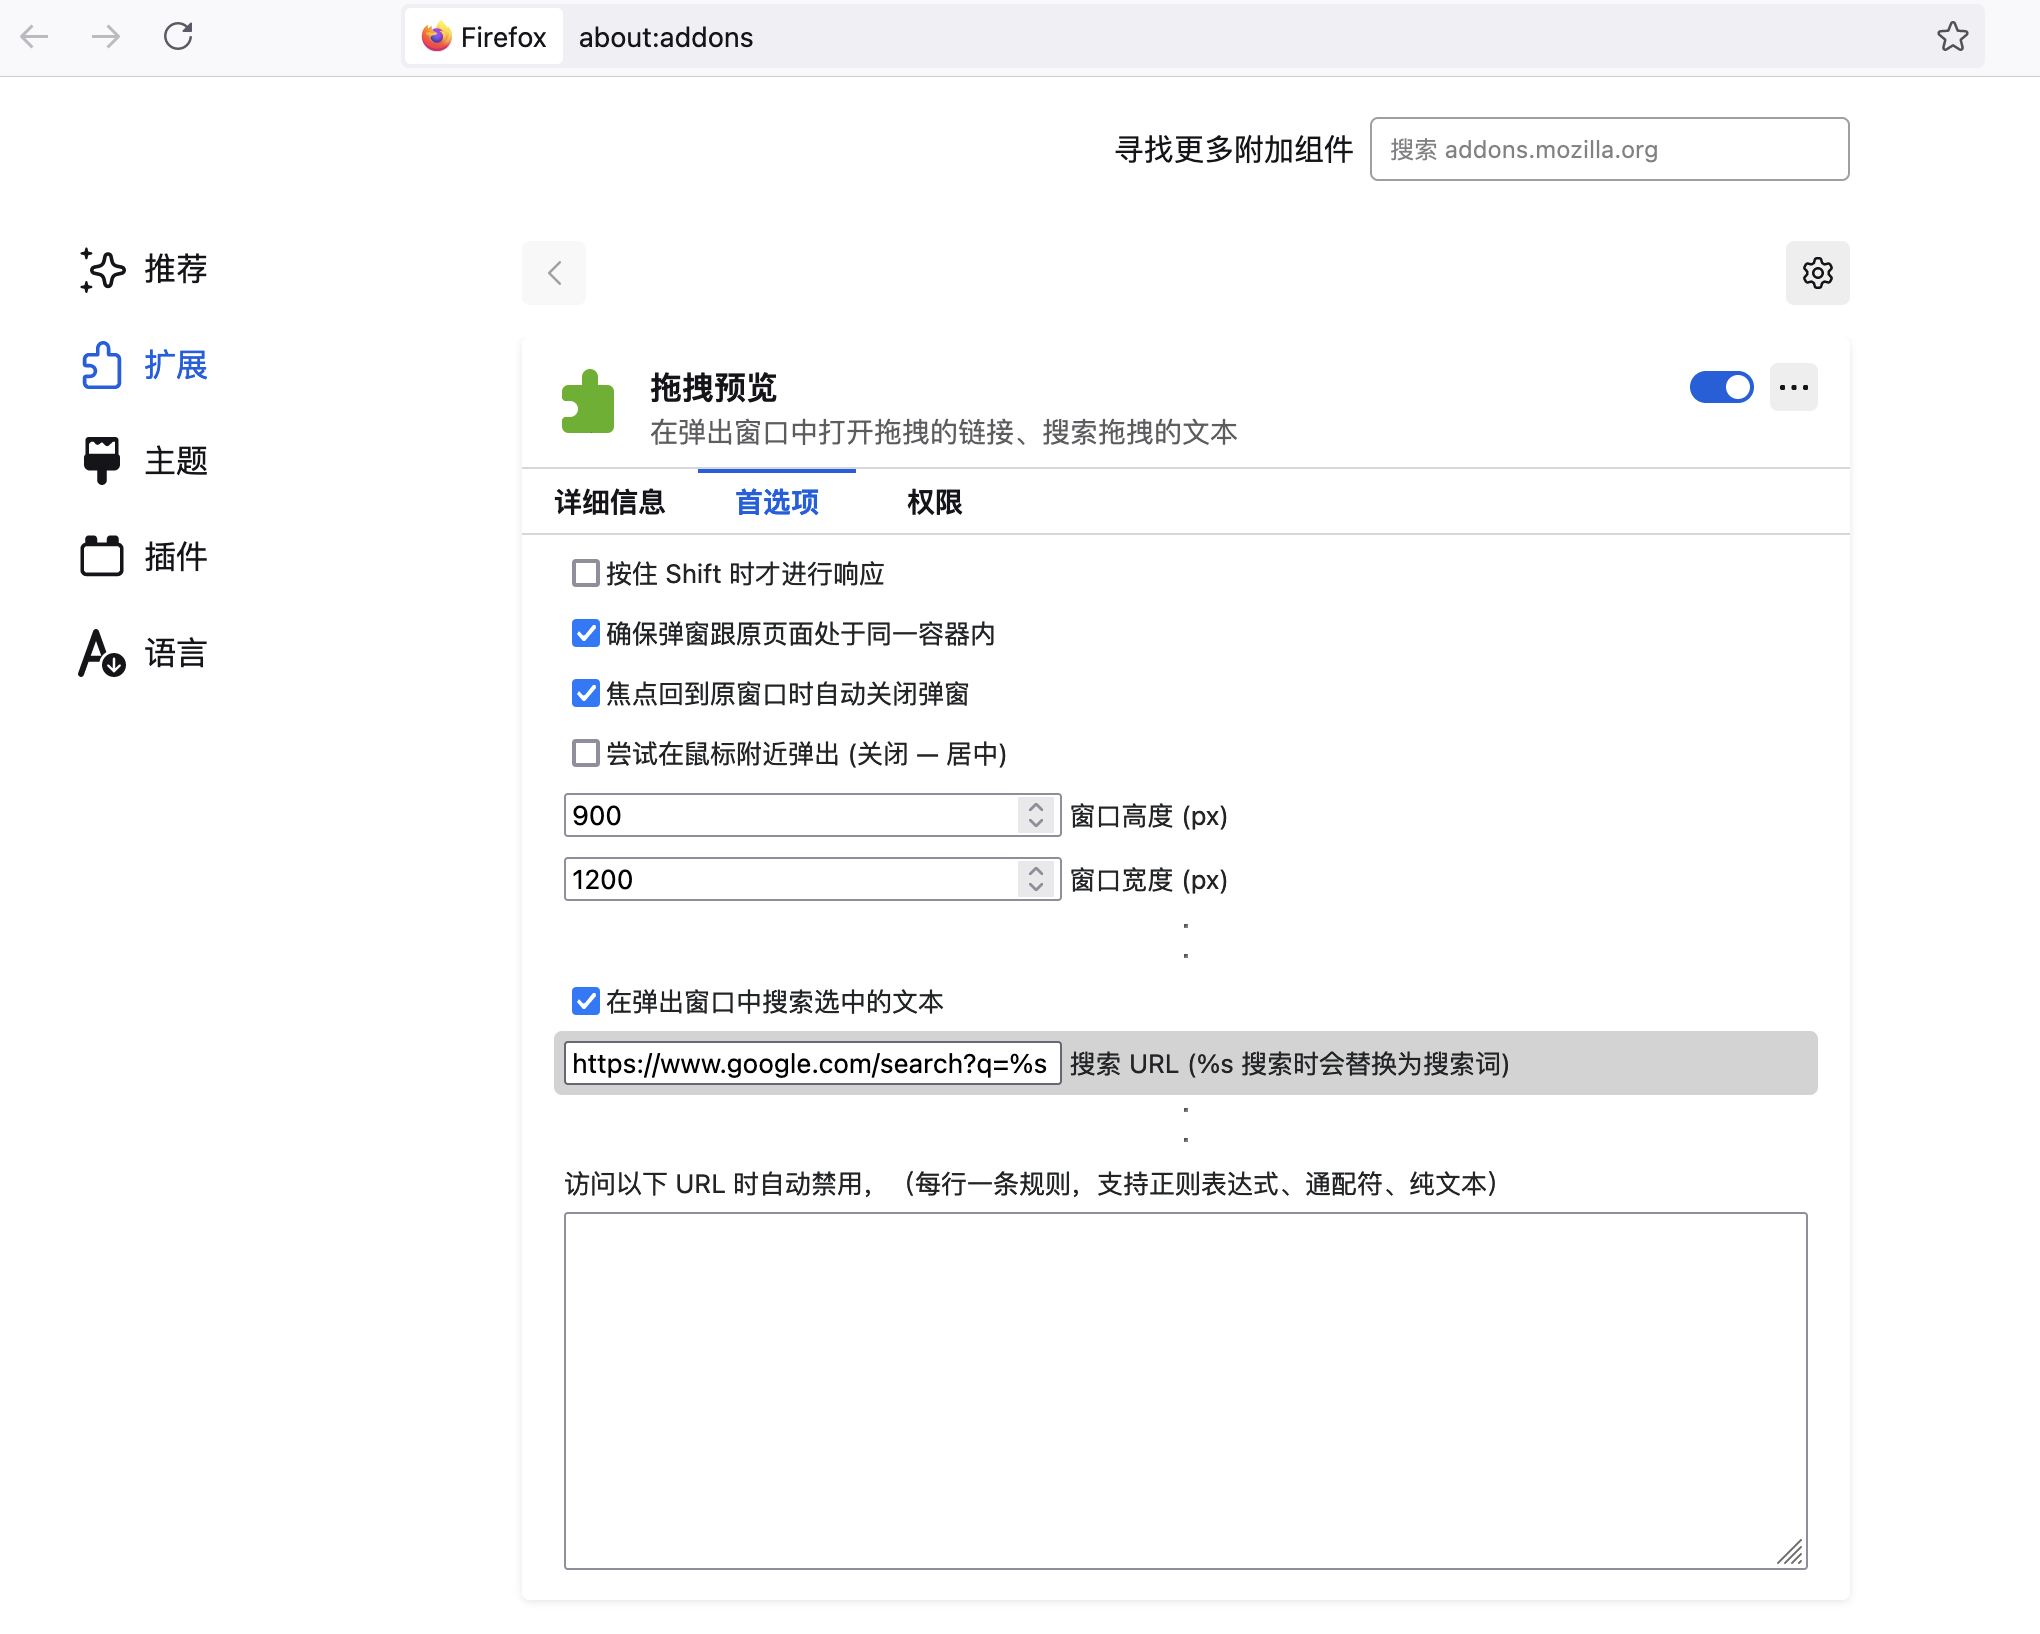 Firefox about:addons
寻找更多附加组件 搜索 addons.mozilla.org
推荐
扩展
主题
插件
语言
拖拽预览
在弹出窗口中打开拖拽的链接、搜索拖拽的文本
详细信息 首选项 权限
按住 Shift 时才进行响应
确保弹窗跟原页面处于同一容器内
焦点回到原窗口时自动关闭弹窗
尝试在鼠标附近弹出 (关闭 — 居中)
900 窗口高度 (px)
1200 窗口宽度 (px)
在弹出窗口中搜索选中的文本
https://www.google.com/search?q=%s 搜索 URL (%s 搜索时会替换为搜索词)
访问以下 URL 时自动禁用，（每行一条规则，支持正则表达式、通配符、纯文本）